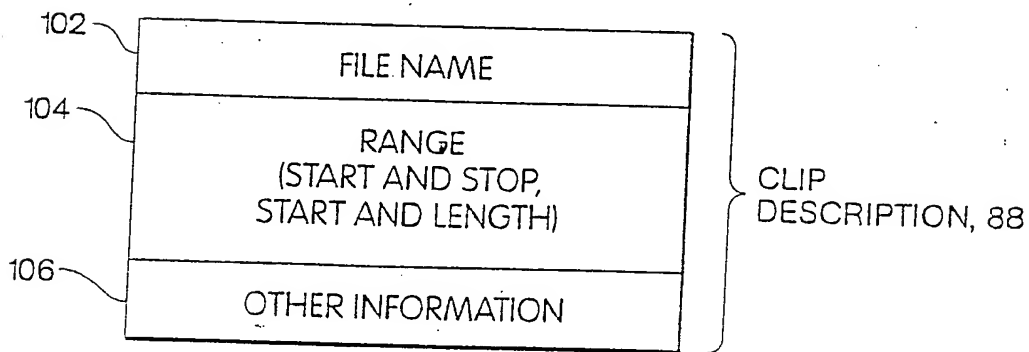 102
FILE NAME
104
RANGE
(START AND STOP,
START AND LENGTH)
CLIP
DESCRIPTION, 88
106
OTHER INFORMATION